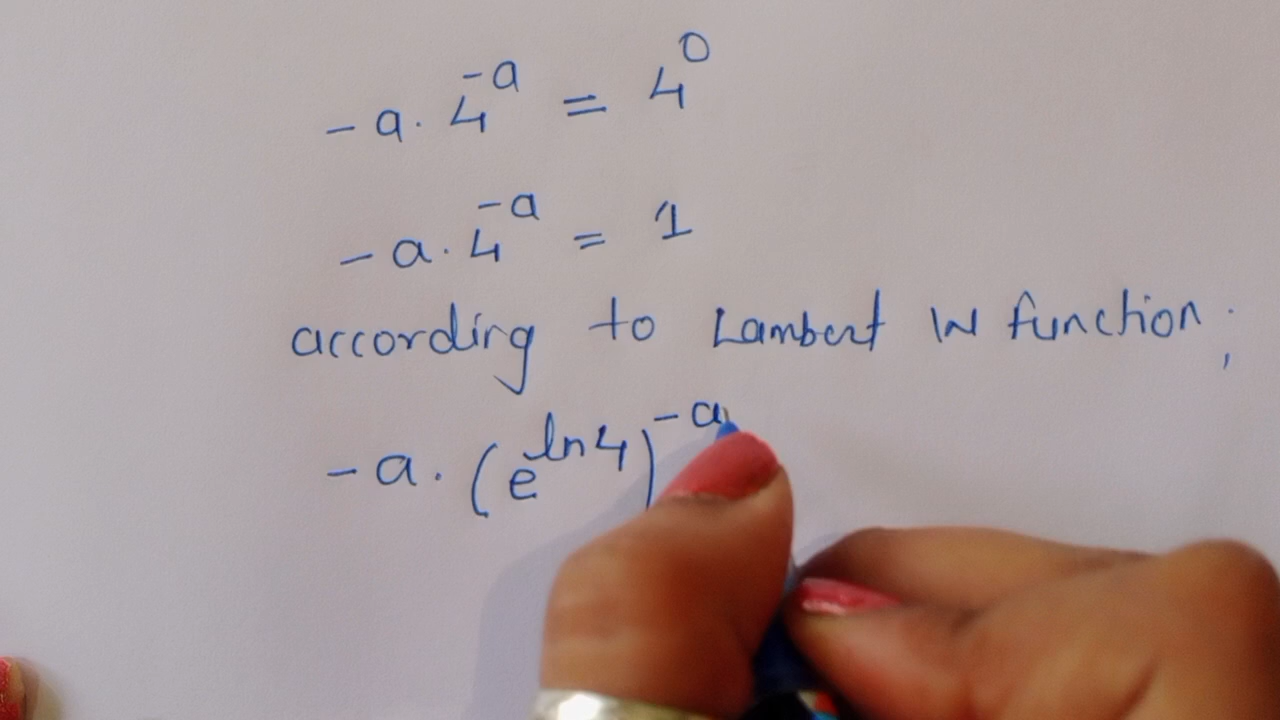 -a. 4^-a = 4^0
-a. 4^-a = 1
according to Lambert W function;
-a. (e^ln4)^-a